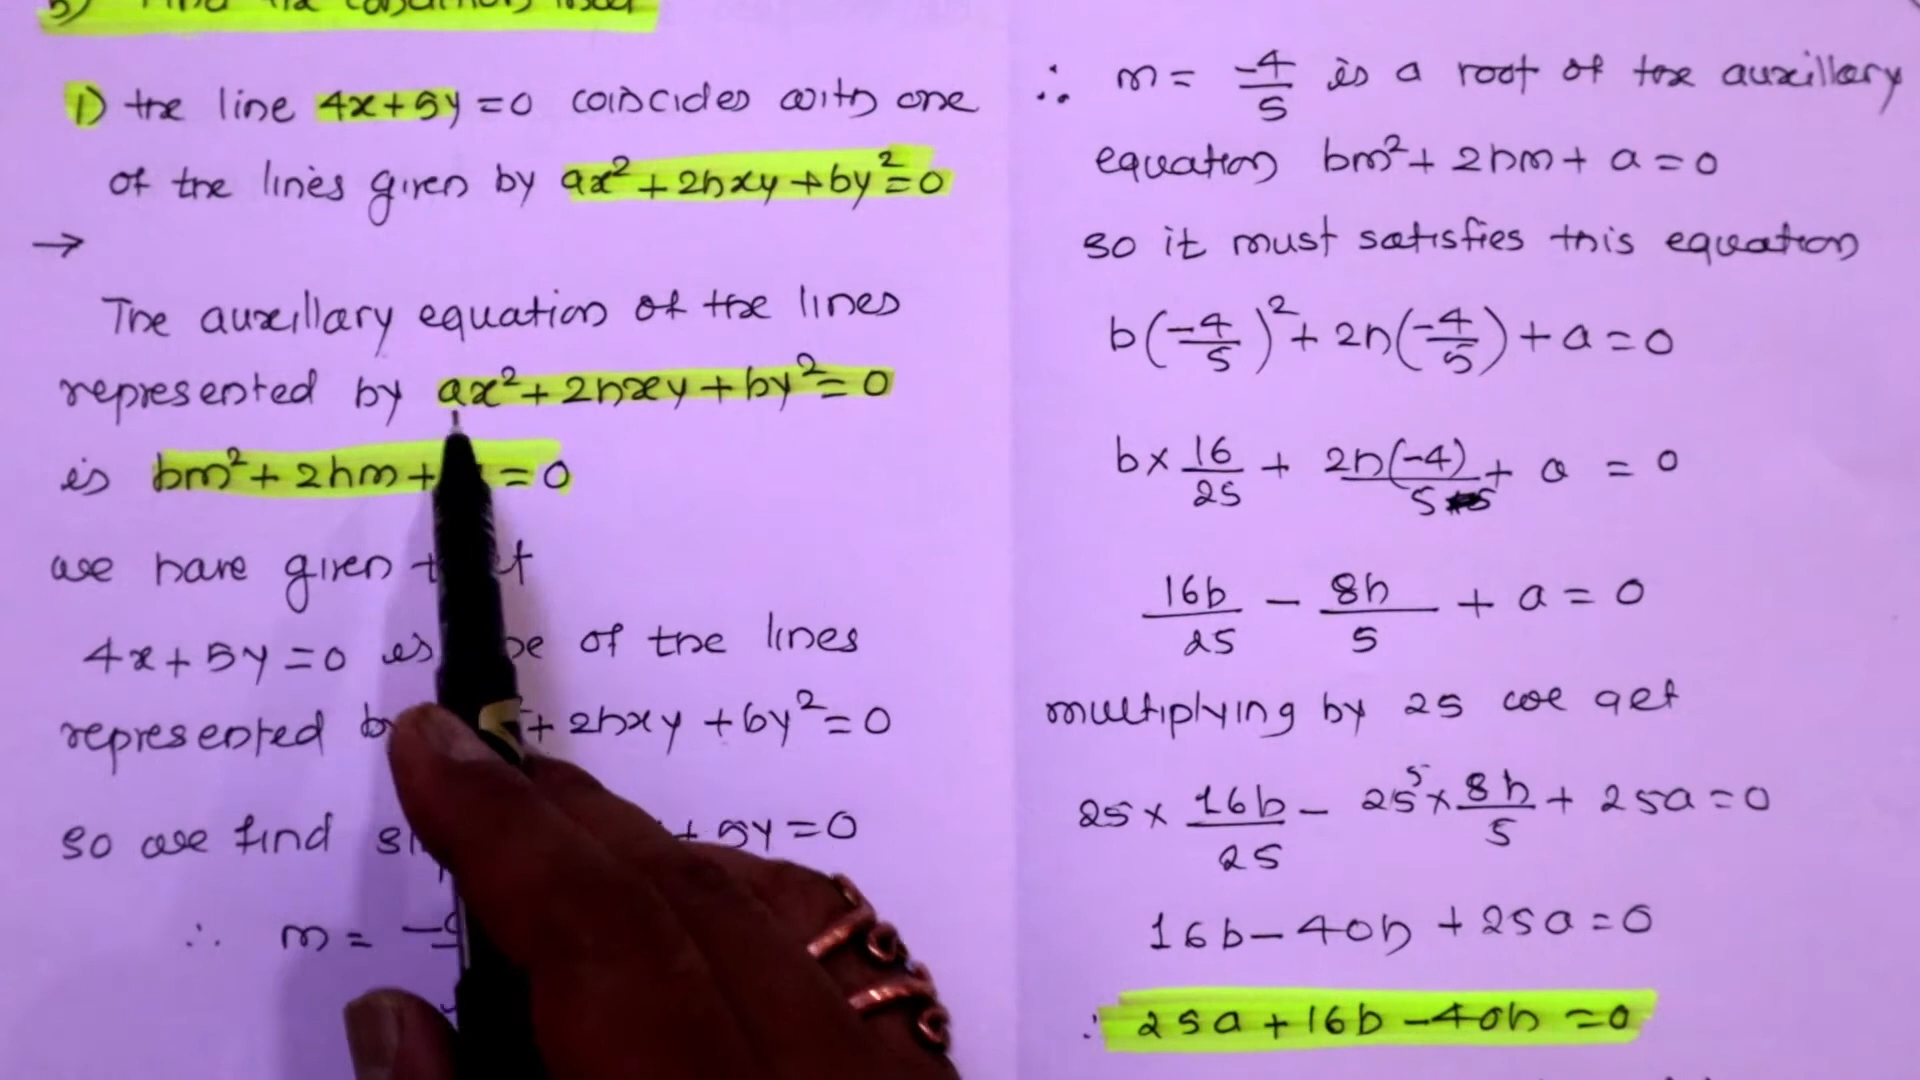 1) the line 4x+5y=0 coincides with one
of the lines given by ax²+2hxy+by²=0
→
The auxillary equation of the lines
represented by ax²+2hxy+by²=0
is bm²+2hm+ =0
we have given
4x+5y=0 is of the lines
represented + 2hxy+by²=0
so we find + 5y=0
∴ m = -
∴ m = -4/5 is a root of the auxillary
equation bm²+2hm+a=0
so it must satisfies this equation
b(-4/5)²+2h(-4/5)+a=0
b×16/25 + 2h(-4)/5 + a = 0
16b/25 - 8h/5 + a = 0
multiplying by 25 we get
25 × 16b/25 - 25⁵ × 8h/5 + 25a=0
16b-40h+25a=0
∴ 25a+16b-40h=0